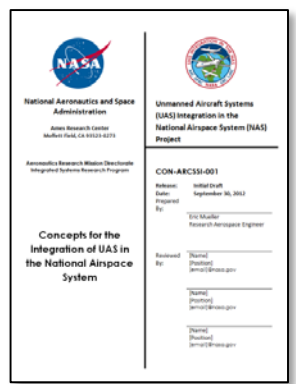 NASA
National Aeronautics and Space
Administration
Ames Research Center
Moffett Field, CA 93523-6273
Aeronautics Research Mission Directorate
Integrated Systems Research Program
Concepts for the
Integration of UAS in
the National Airspace
System
Unmanned Aircraft Systems
(UAS) Integration in the
National Airspace System (NAS)
Project
CON-ARCSSI-001
Release: Initial Draft
Date: September 30, 2012
Prepared
By:
Eric Mueller
Research Aerospace Engineer
Reviewed [Name]
By: [Position]
[email]@nasa.gov
[Name]
[Position]
[email]@nasa.gov
[Name]
[Position]
[email]@nasa.gov